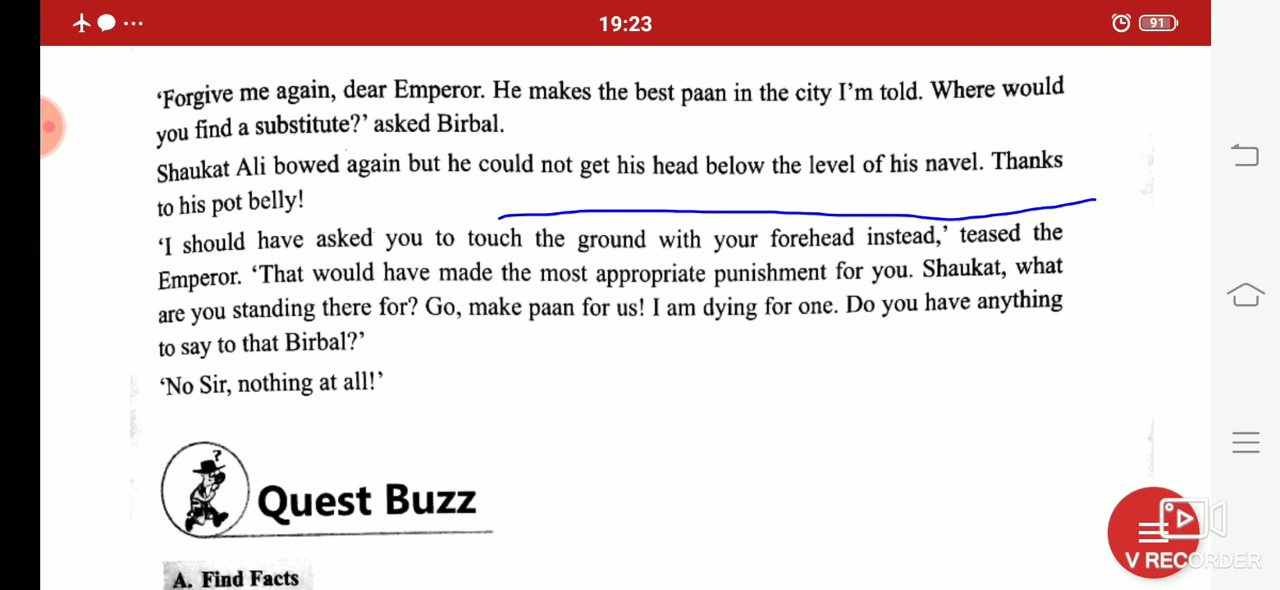 19:23
91
‘Forgive me again, dear Emperor. He makes the best paan in the city I’m told. Where would
you find a substitute?’ asked Birbal.
Shaukat Ali bowed again but he could not get his head below the level of his navel. Thanks
to his pot belly!
‘I should have asked you to touch the ground with your forehead instead,’ teased the
Emperor. ‘That would have made the most appropriate punishment for you. Shaukat, what
are you standing there for? Go, make paan for us! I am dying for one. Do you have anything
to say to that Birbal?’
‘No Sir, nothing at all!’
?
Quest Buzz
V RECORDER
A. Find Facts